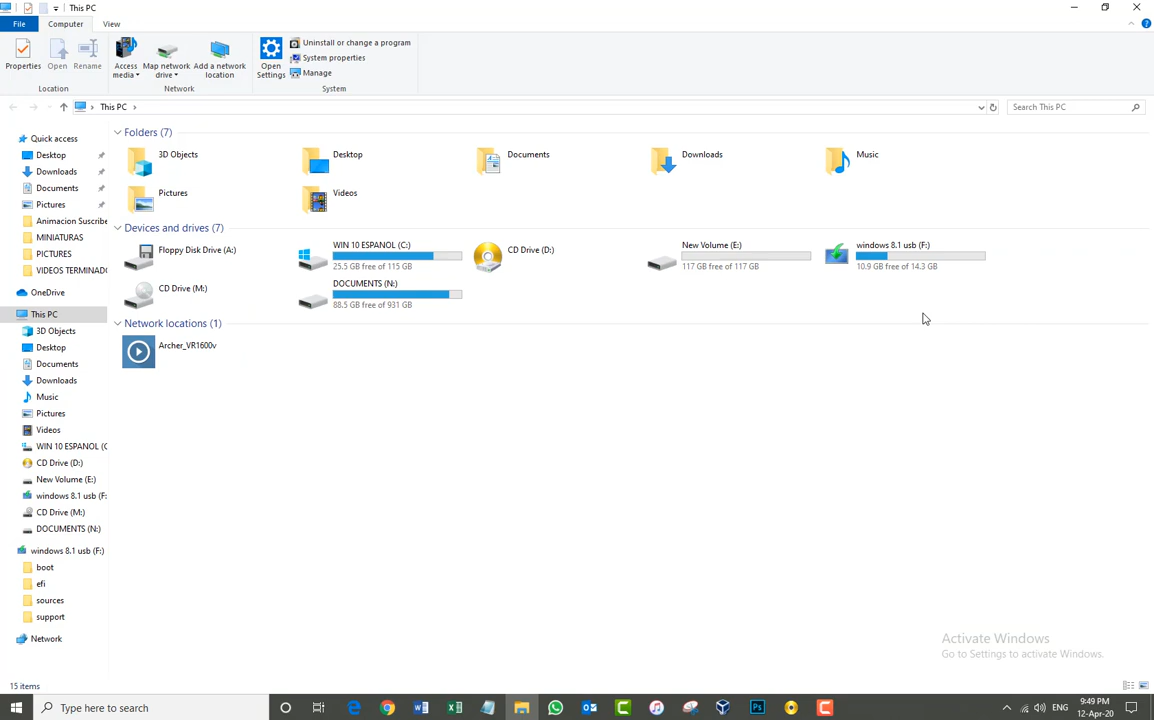 This PC
File
Computer
View
Properties
Open
Rename
Access media
Map network drive
Add a network location
Open Settings
Uninstall or change a program
System properties
Manage
Location
Network
System
This PC
Search This PC
Quick access
Desktop
Downloads
Documents
Pictures
Animacion Suscribe
MINIATURAS
PICTURES
VIDEOS TERMINADO
OneDrive
This PC
3D Objects
Desktop
Documents
Downloads
Music
Pictures
Videos
WIN 10 ESPANOL (C
CD Drive (D:)
New Volume (E:)
windows 8.1 usb (F:
CD Drive (M:)
DOCUMENTS (N:)
windows 8.1 usb (F:)
boot
efi
sources
support
Network
Folders (7)
3D Objects
Desktop
Documents
Downloads
Music
Pictures
Videos
Devices and drives (7)
Floppy Disk Drive (A:)
WIN 10 ESPANOL (C:)
25.5 GB free of 115 GB
CD Drive (D:)
New Volume (E:)
117 GB free of 117 GB
windows 8.1 usb (F:)
10.9 GB free of 14.3 GB
CD Drive (M:)
DOCUMENTS (N:)
88.5 GB free of 931 GB
Network locations (1)
Archer_VR1600v
Activate Windows
Go to Settings to activate Windows.
15 items
Type here to search
ENG
9:49 PM
12-Apr-20